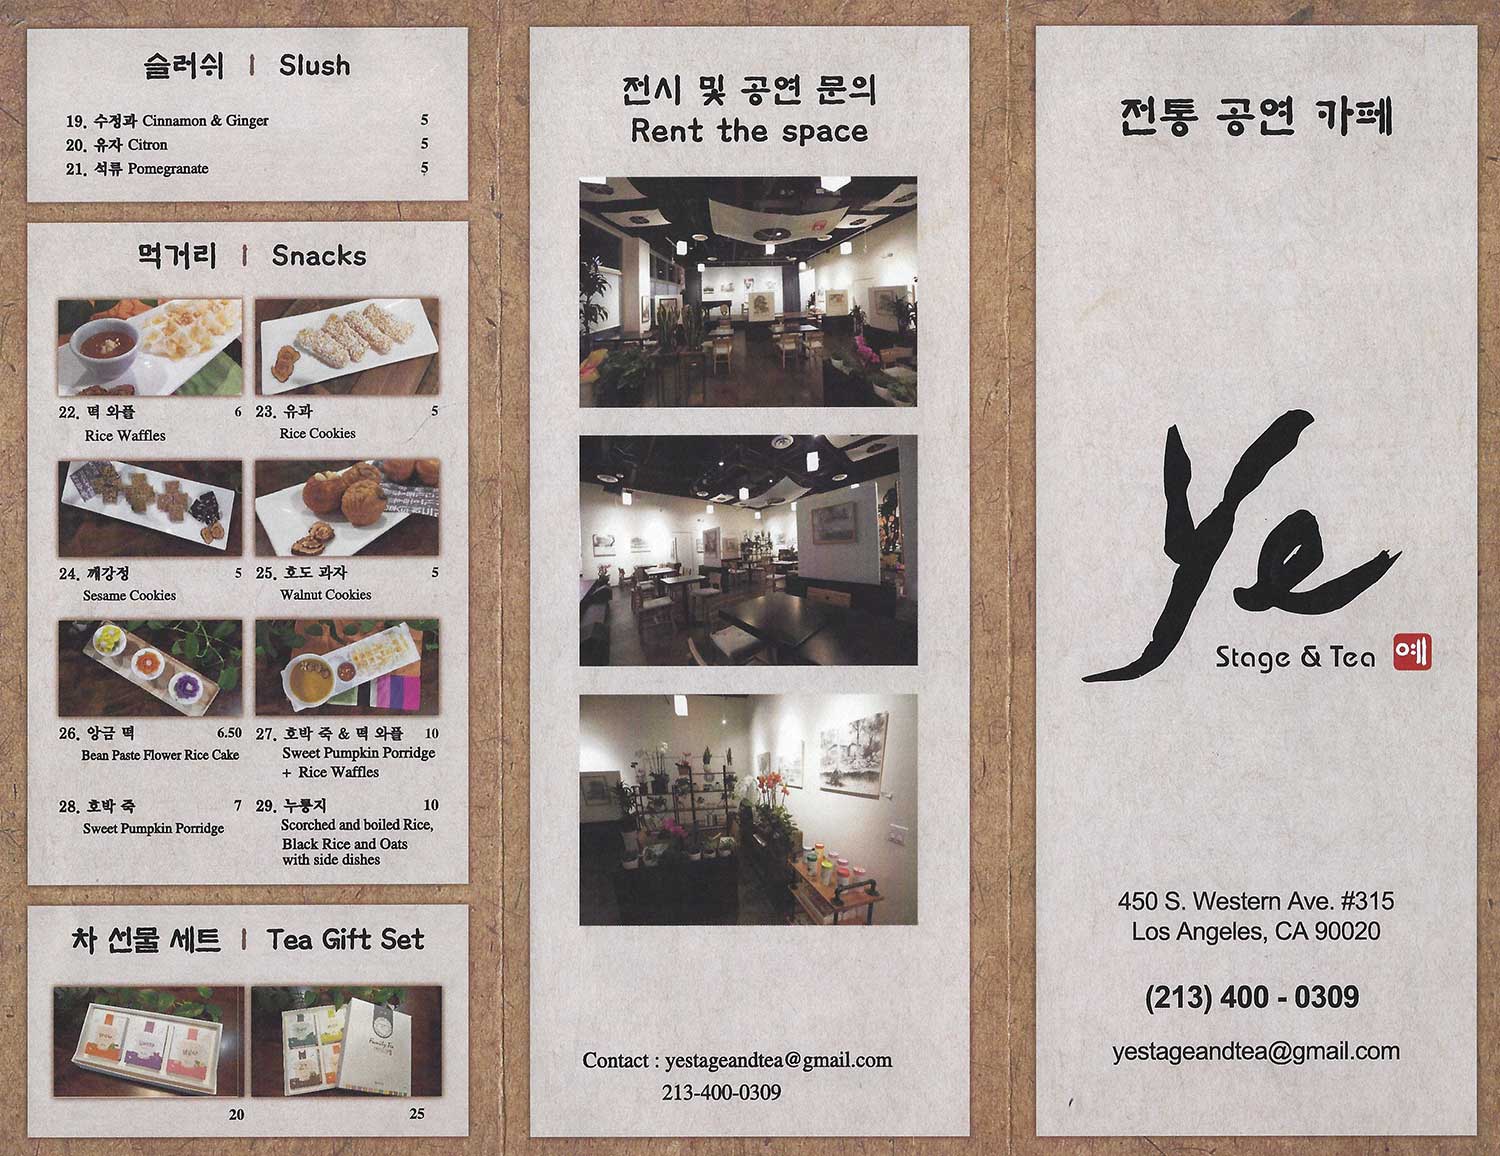 슬러쉬 | Slush
19. 수정과 Cinnamon & Ginger 5
20. 유자 Citron 5
21. 석류 Pomegranate 5
먹거리 | Snacks
22. 떡 와플 6
Rice Waffles
23. 유과 5
Rice Cookies
24. 깨강정 5
Sesame Cookies
25. 호도 과자 5
Walnut Cookies
26. 앙금 떡 6.50
Bean Paste Flower Rice Cake
27. 호박 죽 & 떡 와플 10
Sweet Pumpkin Porridge
+ Rice Waffles
28. 호박 죽 7
Sweet Pumpkin Porridge
29. 누룽지 10
Scorched and boiled Rice,
Black Rice and Oats
with side dishes
차 선물 세트 | Tea Gift Set
Family Tea
20
25
전시 및 공연 문의
Rent the space
Contact : yestageandtea@gmail.com
213-400-0309
전통 공연 카페
Ye
Stage & Tea 예
450 S. Western Ave. #315
Los Angeles, CA 90020
(213) 400 - 0309
yestageandtea@gmail.com